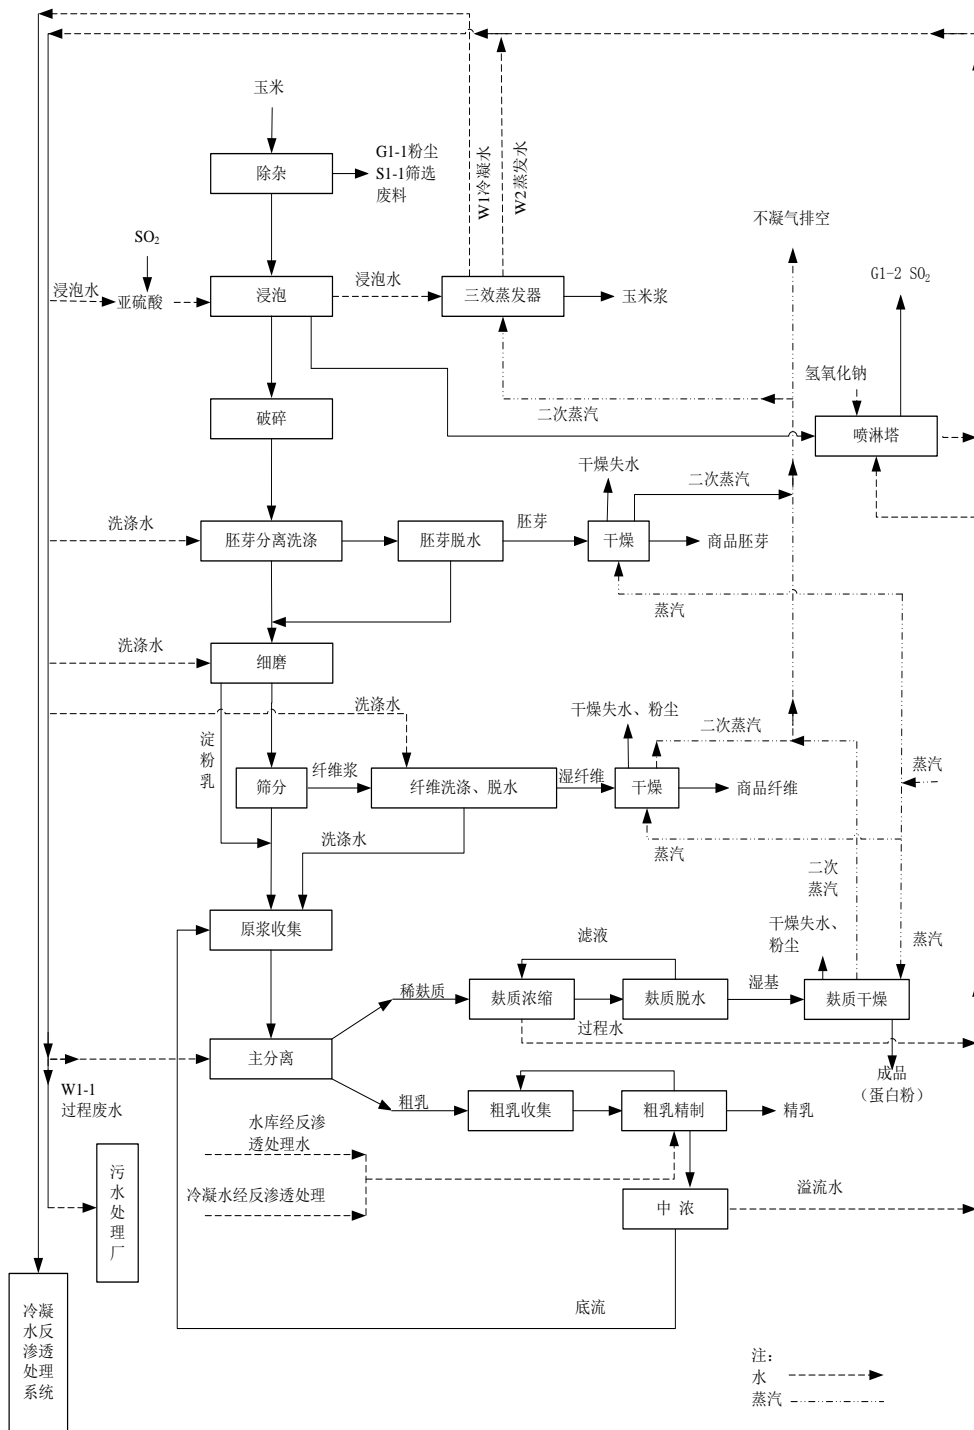 玉米
除杂
G1-1粉尘
S1-1筛选
废料
W1冷凝水
W2蒸发水
不凝气排空
SO₂
G1-2 SO₂
浸泡水
亚硫酸
浸泡
浸泡水
三效蒸发器
玉米浆
氢氧化钠
二次蒸汽
破碎
喷淋塔
干燥失水
二次蒸汽
洗涤水
胚芽分离洗涤
胚芽脱水
胚芽
干燥
商品胚芽
蒸汽
洗涤水
细磨
洗涤水
干燥失水、粉尘
二次蒸汽
淀粉乳
筛分
纤维浆
纤维洗涤、脱水
湿纤维
干燥
商品纤维
蒸汽
洗涤水
蒸汽
二次
蒸汽
原浆收集
滤液
干燥失水、
粉尘
蒸汽
稀麸质
麸质浓缩
麸质脱水
湿基
麸质干燥
过程水
主分离
成品
(蛋白粉)
W1-1
过程废水
粗乳
粗乳收集
粗乳精制
精乳
水库经反渗
透处理水
污水处理厂
冷凝水经反渗透处理
中 浓
溢流水
底流
冷凝
水反
渗透
处理
系统
注：
水
蒸汽